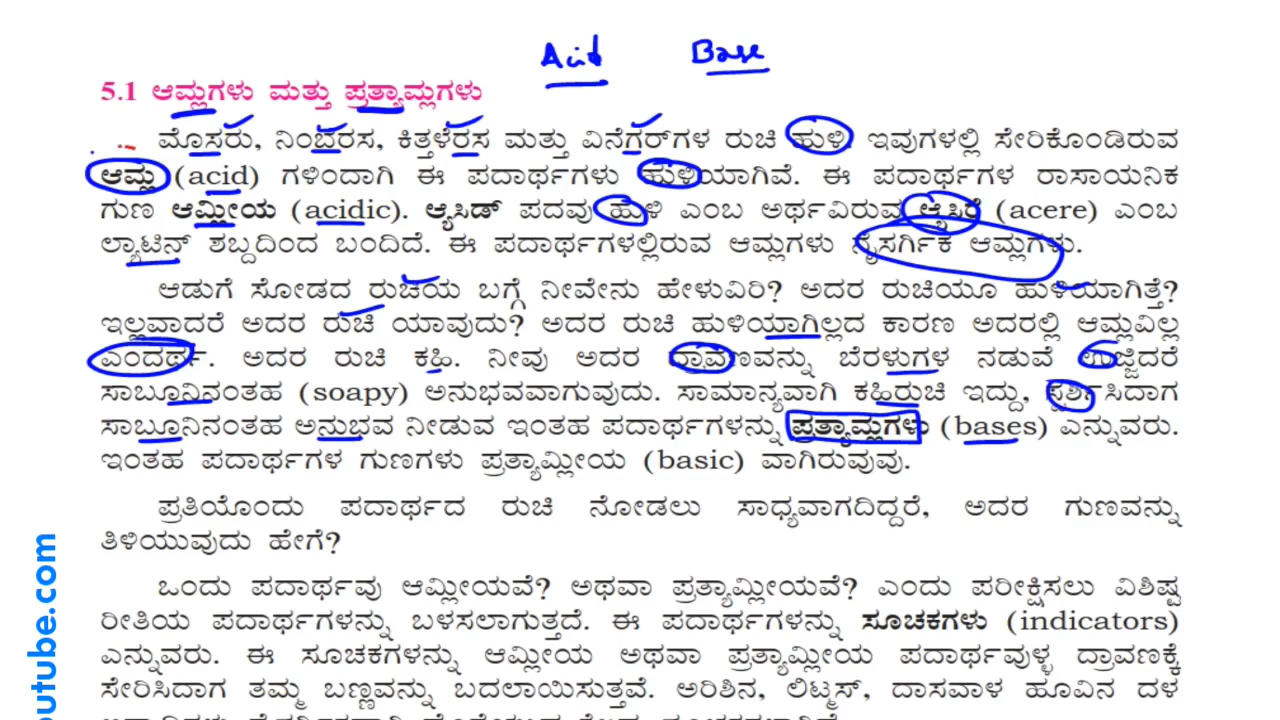 Acid Base
5.1 ಆಮ್ಲಗಳು ಮತ್ತು ಪ್ರತ್ಯಾಮ್ಲಗಳು
ಮೊಸರು, ನಿಂಬೆರಸ, ಕಿತ್ತಳೆರಸ ಮತ್ತು ವಿನೆಗರ್‌ಗಳ ರುಚಿ ಹುಳಿ. ಇವುಗಳಲ್ಲಿ ಸೇರಿಕೊಂಡಿರುವ
ಆಮ್ಲ (acid) ಗಳಿಂದಾಗಿ ಈ ಪದಾರ್ಥಗಳು ಹುಳಿಯಾಗಿವೆ. ಈ ಪದಾರ್ಥಗಳ ರಾಸಾಯನಿಕ
ಗುಣ ಆಮ್ಲೀಯ (acidic). ಆ್ಯಸಿಡ್ ಪದವು ಹುಳಿ ಎಂಬ ಅರ್ಥವಿರುವ ಆ್ಯಸಿರೆ (acere) ಎಂಬ
ಲ್ಯಾಟಿನ್ ಶಬ್ದದಿಂದ ಬಂದಿದೆ. ಈ ಪದಾರ್ಥಗಳಲ್ಲಿರುವ ಆಮ್ಲಗಳು ನೈಸರ್ಗಿಕ ಆಮ್ಲಗಳು.
ಆಡುಗೆ ಸೋಡದ ರುಚಿಯ ಬಗ್ಗೆ ನೀವೇನು ಹೇಳುವಿರಿ? ಅದರ ರುಚಿಯೂ ಹುಳಿಯಾಗಿತ್ತೆ?
ಇಲ್ಲವಾದರೆ ಅದರ ರುಚಿ ಯಾವುದು? ಅದರ ರುಚಿ ಹುಳಿಯಾಗಿಲ್ಲದ ಕಾರಣ ಅದರಲ್ಲಿ ಆಮ್ಲವಿಲ್ಲ
ಎಂದರ್ಥ. ಅದರ ರುಚಿ ಕಹಿ. ನೀವು ಅದರ ದ್ರಾವಣವನ್ನು ಬೆರಳುಗಳ ನಡುವೆ ಉಜ್ಜಿದರೆ
ಸಾಬೂನಿನಂತಹ (soapy) ಅನುಭವವಾಗುವುದು. ಸಾಮಾನ್ಯವಾಗಿ ಕಹಿರುಚಿ ಇದ್ದು, ಸ್ಪರ್ಶಿಸಿದಾಗ
ಸಾಬೂನಿನಂತಹ ಅನುಭವ ನೀಡುವ ಇಂತಹ ಪದಾರ್ಥಗಳನ್ನು ಪ್ರತ್ಯಾಮ್ಲಗಳು (bases) ಎನ್ನುವರು.
ಇಂತಹ ಪದಾರ್ಥಗಳ ಗುಣಗಳು ಪ್ರತ್ಯಾಮ್ಲೀಯ (basic) ವಾಗಿರುವುವು.
ಪ್ರತಿಯೊಂದು ಪದಾರ್ಥದ ರುಚಿ ನೋಡಲು ಸಾಧ್ಯವಾಗದಿದ್ದರೆ, ಅದರ ಗುಣವನ್ನು
ತಿಳಿಯುವುದು ಹೇಗೆ?
ಒಂದು ಪದಾರ್ಥವು ಆಮ್ಲೀಯವೆ? ಅಥವಾ ಪ್ರತ್ಯಾಮ್ಲೀಯವೆ? ಎಂದು ಪರೀಕ್ಷಿಸಲು ವಿಶಿಷ್ಟ
ರೀತಿಯ ಪದಾರ್ಥಗಳನ್ನು ಬಳಸಲಾಗುತ್ತದೆ. ಈ ಪದಾರ್ಥಗಳನ್ನು ಸೂಚಕಗಳು (indicators)
ಎನ್ನುವರು. ಈ ಸೂಚಕಗಳನ್ನು ಆಮ್ಲೀಯ ಅಥವಾ ಪ್ರತ್ಯಾಮ್ಲೀಯ ಪದಾರ್ಥವುಳ್ಳ ದ್ರಾವಣಕ್ಕೆ
ಸೇರಿಸಿದಾಗ ತಮ್ಮ ಬಣ್ಣವನ್ನು ಬದಲಾಯಿಸುತ್ತವೆ. ಅರಿಶಿನ, ಲಿಟ್ಮಸ್, ದಾಸವಾಳ ಹೂವಿನ ದಳ
outube.com